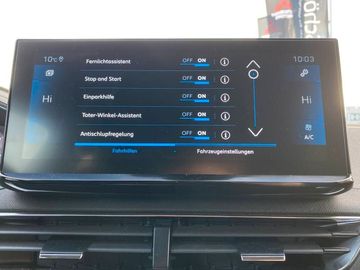 10°C
10:03
Fernlichtassistent OFF ON
Stop and Start OFF ON
Einparkhilfe OFF ON
Toter-Winkel-Assistent OFF ON
Antischlupfregelung OFF ON
Hi
Hi
A/C
Fahrhilfen Fahrzeugeinstellungen